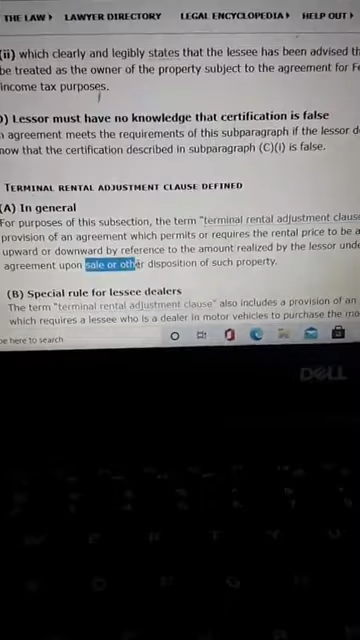 THE LAW LAWYER DIRECTORY LEGAL ENCYCLOPEDIA HELP OUT
(ii) which clearly and legibly states that the lessee has been advised
be treated as the owner of the property subject to the agreement for
income tax purposes.
) Lessor must have no knowledge that certification is false
agreement meets the requirements of this subparagraph if the lessor
now that the certification described in subparagraph (C)(i) is false.
TERMINAL RENTAL ADJUSTMENT CLAUSE DEFINED
(A) In general
For purposes of this subsection, the term "terminal rental adjustment clause
provision of an agreement which permits or requires the rental price to be
upward or downward by reference to the amount realized by the lessor
agreement upon sale or other disposition of such property.
(B) Special rule for lessee dealers
The term "terminal rental adjustment clause" also includes a provision of an
which requires a lessee who is a dealer in motor vehicles to purchase the
here to search
DELL